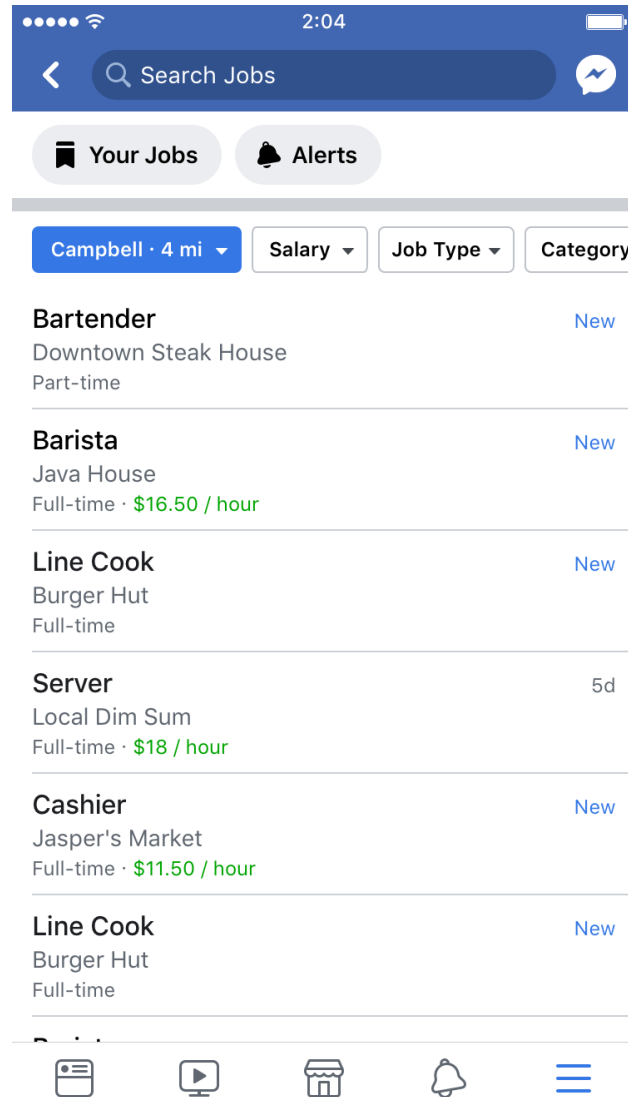 2:04
Search Jobs
Your Jobs Alerts
Campbell · 4 mi Salary Job Type Category
Bartender New
Downtown Steak House
Part-time
Barista New
Java House
Full-time · $16.50 / hour
Line Cook New
Burger Hut
Full-time
Server 5d
Local Dim Sum
Full-time · $18 / hour
Cashier New
Jasper's Market
Full-time · $11.50 / hour
Line Cook New
Burger Hut
Full-time